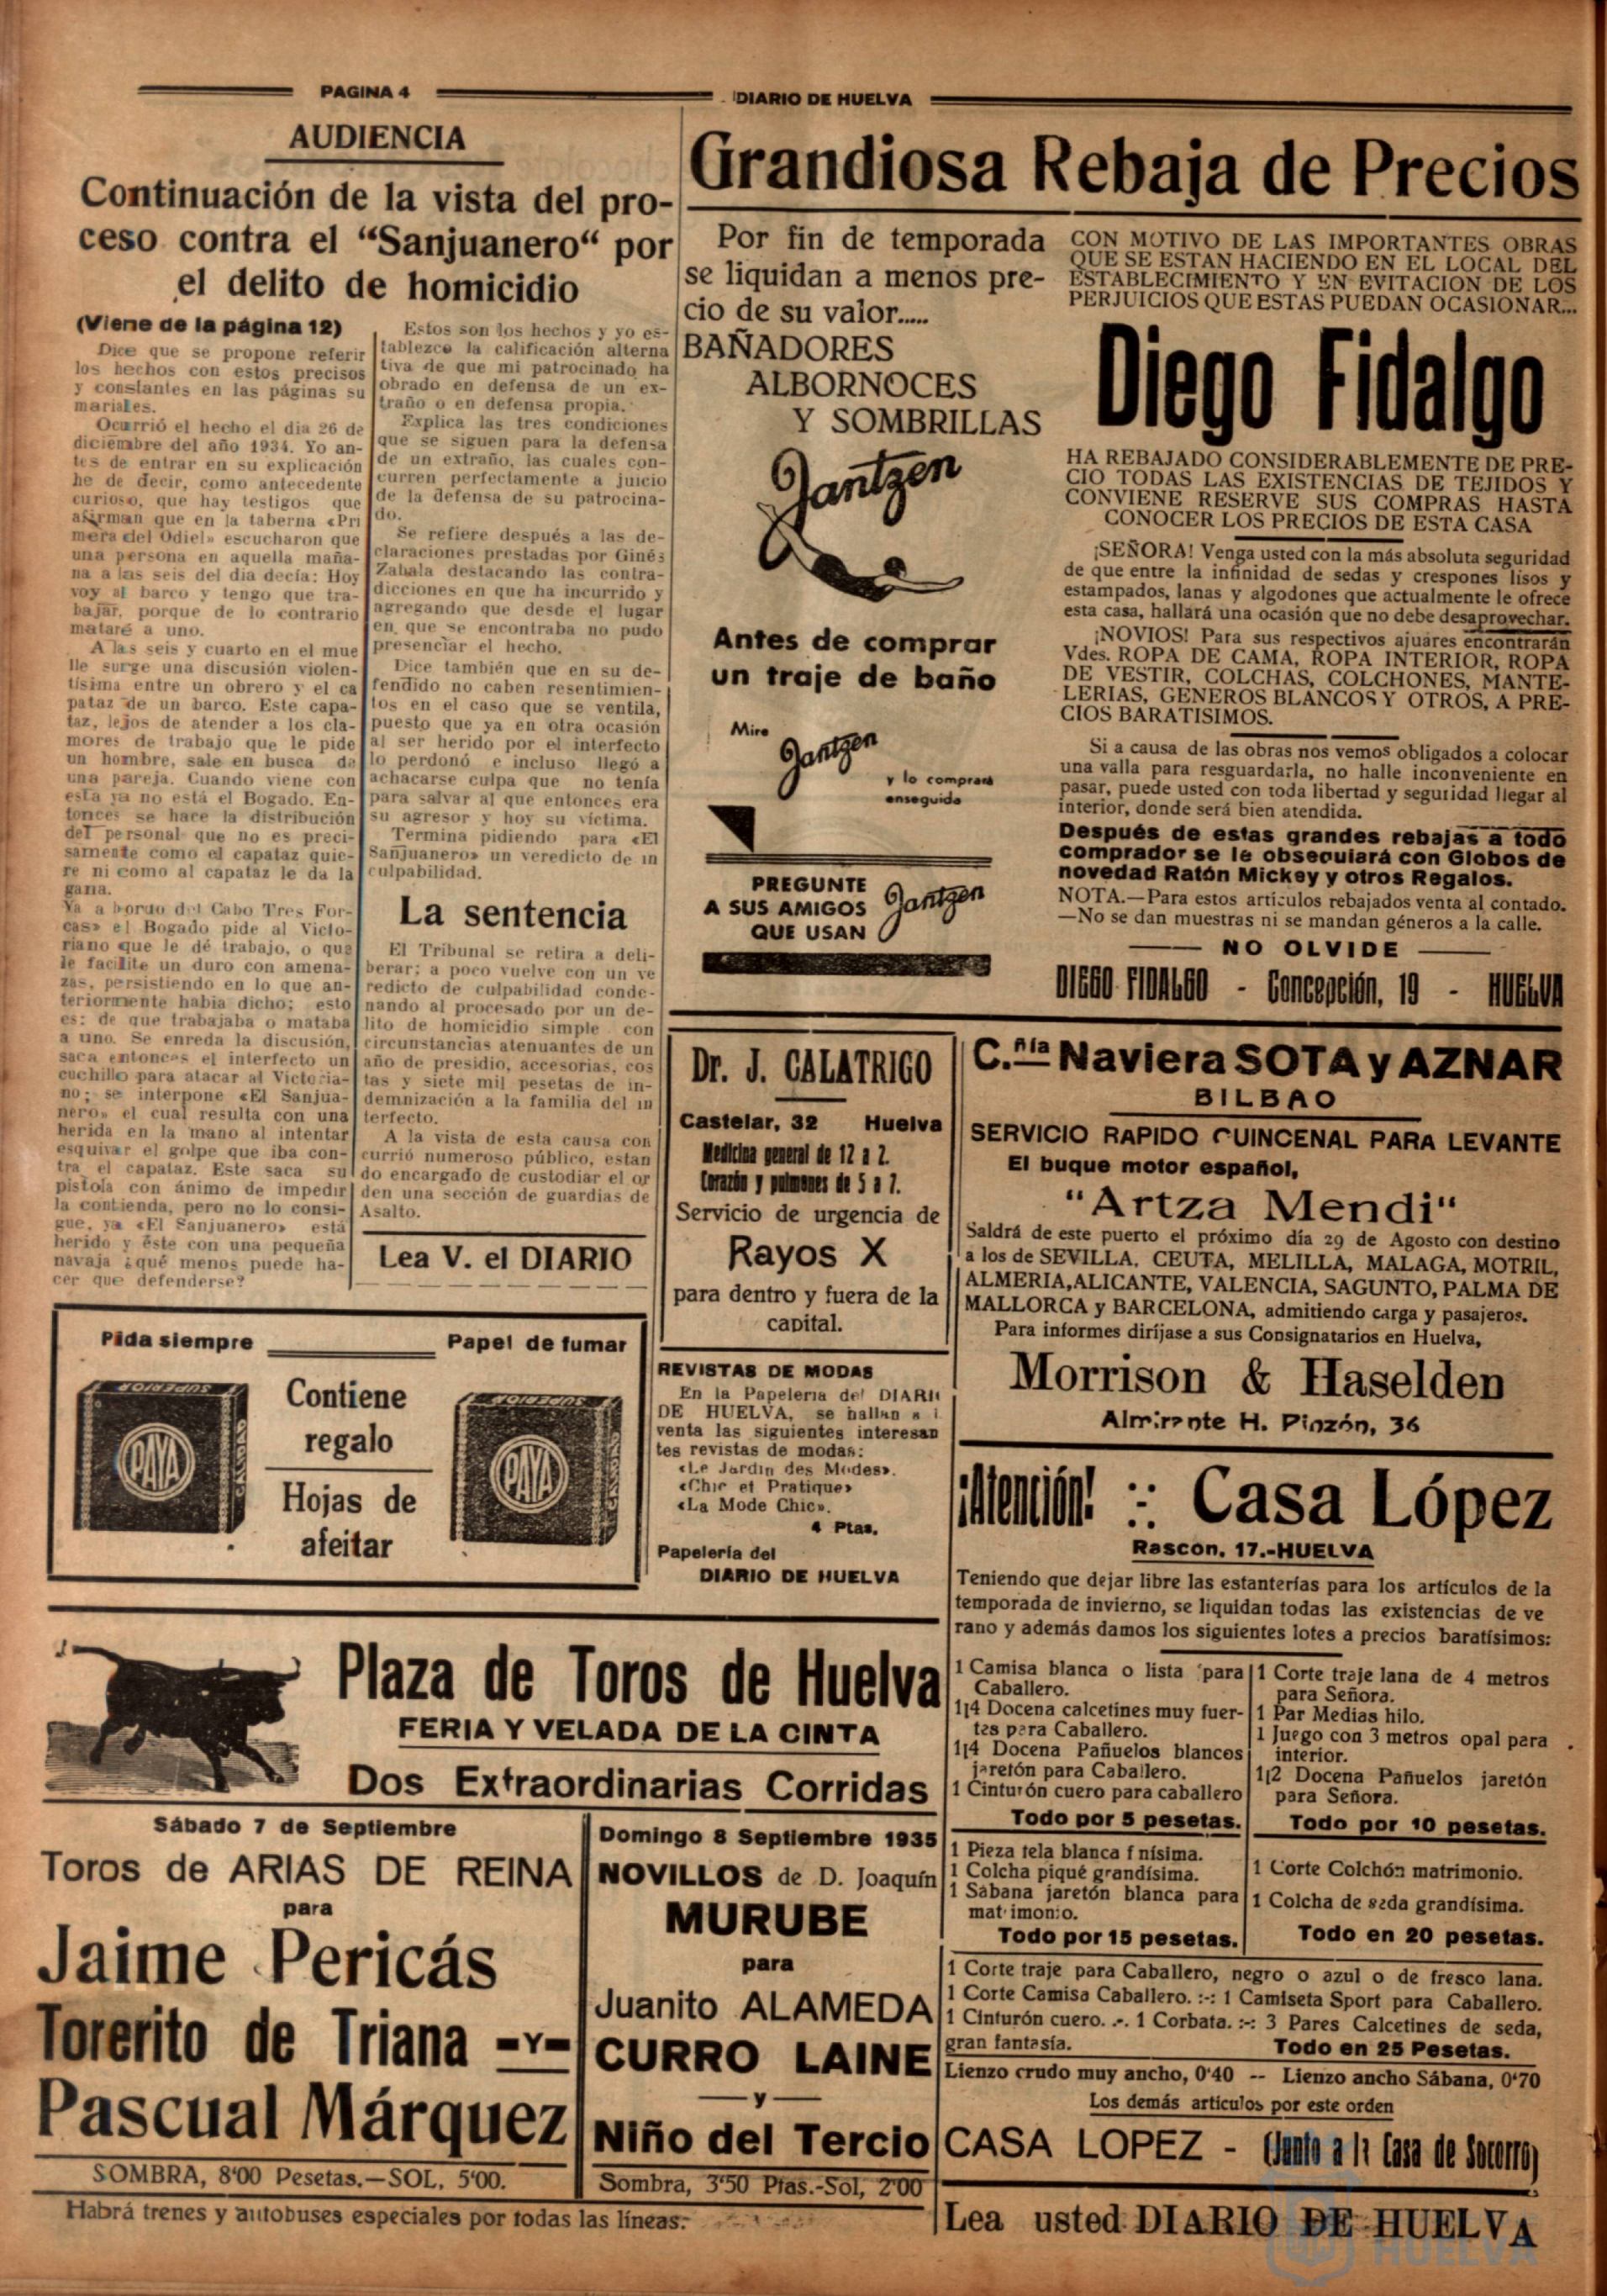 PAGINA 4
DIARIO DE HUELVA
AUDIENCIA
Continuación de la vista del pro-
ceso contra el “Sanjuanero“ por
el delito de homicidio
(Viene de la página 12)
Dice que se propone referir
los hechos con estos precisos
y constantes en las páginas su
mariales.
Ocurrió el hecho el dia 26 de
diciembre del año 1934. Yo an-
tes de entrar en su explicación
he de decir, como antecedente
curioso, que hay testigos que
afirman que en la taberna «Pri
mera del Odiel» escucharon que
una persona en aquella maña-
na a las seis del dia decía: Hoy
voy al barco y tengo que tra-
bajar, porque de lo contrario
mataré a uno.
A las seis y cuarto en el mue
lle surge una discusión violen-
tísima entre un obrero y el ca
pataz de un barco. Este capa-
taz, lejos de atender a los cla-
mores de trabajo que le pide
un hombre, sale en busca de
una pareja. Cuando viene con
esta ya no está el Bogado. En-
tonces se hace la distribución
del personal que no es preci-
samente como el capataz quie-
re ni como al capataz le da la
gana.
Va a bordo del Cabo Tres For-
cas» el Bogado pide al Victo-
riano que le dé trabajo, o que
le facilite un duro con amena-
zas, persistiendo en lo que an-
teriormente habia dicho; esto
es: de que trabajaba o mataba
a uno. Se enreda la discusión,
saca entonces el interfecto un
cuchillo para atacar al Victoria-
no; se interpone «El Sanjua-
nero» el cual resulta con una
herida en la mano al intentar
esquivar el golpe que iba con-
tra el capataz. Este saca su
pistola con ánimo de impedir
la contienda, pero no lo consi-
gue, ya «El Sanjuanero» está
herido y éste con una pequeña
navaja ¿qué menos puede ha-
cer que defenderse?
Estos son los hechos y yo es-
tablezco la calificación alterna
tiva de que mi patrocinado ha
obrado en defensa de un ex-
traño o en defensa propia.
Explica las tres condiciones
que se siguen para la defensa
de un extraño, las cuales con-
curren perfectamente a juicio
de la defensa de su patrocina-
do.
Se refiere después a las de-
claraciones prestadas por Ginés
Zabala destacando las contra-
dicciones en que ha incurrido y
agregando que desde el lugar
en que se encontraba no pudo
presenciar el hecho.
Dice también que en su de-
fendido no caben resentimien-
tos en el caso que se ventila,
puesto que ya en otra ocasión
al ser herido por el interfecto
lo perdonó e incluso llegó a
achacarse culpa que no tenía
para salvar al que entonces era
su agresor y hoy su víctima.
Termina pidiendo para «El
Sanjuanero» un veredicto de in
culpabilidad.
La sentencia
El Tribunal se retira a deli-
berar; a poco vuelve con un ve
redicto de culpabilidad conde-
nando al procesado por un de-
lito de homicidio simple con
circunstancias atenuantes de un
año de presidio, accesorias, cos
tas y siete mil pesetas de in-
demnización a la familia del in
terfecto.
A la vista de esta causa con
currió numeroso público, estan
do encargado de custodiar el or
den una sección de guardias de
Asalto.
Lea V. el DIARIO
Grandiosa Rebaja de Precios
Por fin de temporada
se liquidan a menos pre-
cio de su valor.....
BAÑADORES
ALBORNOCES
Y SOMBRILLAS
Jantzen
Antes de comprar
un traje de baño
Mire
Jantzen
y lo comprará
enseguida
PREGUNTE
A SUS AMIGOS
QUE USAN
Jantzen
CON MOTIVO DE LAS IMPORTANTES OBRAS
QUE SE ESTAN HACIENDO EN EL LOCAL DEL
ESTABLECIMIENTO Y EN EVITACION DE LOS
PERJUICIOS QUE ESTAS PUEDAN OCASIONAR...
Diego Fidalgo
HA REBAJADO CONSIDERABLEMENTE DE PRE-
CIO TODAS LAS EXISTENCIAS DE TEJIDOS Y
CONVIENE RESERVE SUS COMPRAS HASTA
CONOCER LOS PRECIOS DE ESTA CASA
¡SEÑORA! Venga usted con la más absoluta seguridad
de que entre la infinidad de sedas y crespones lisos y
estampados, lanas y algodones que actualmente le ofrece
esta casa, hallará una ocasión que no debe desaprovechar.
¡NOVIOS! Para sus respectivos ajuares encontrarán
Vdes. ROPA DE CAMA, ROPA INTERIOR, ROPA
DE VESTIR, COLCHAS, COLCHONES, MANTE-
LERIAS, GENEROS BLANCOS Y OTROS, A PRE-
CIOS BARATISIMOS.
Si a causa de las obras nos vemos obligados a colocar
una valla para resguardarla, no halle inconveniente en
pasar, puede usted con toda libertad y seguridad llegar al
interior, donde será bien atendida.
Después de estas grandes rebajas a todo
comprador se le obsequiará con Globos de
novedad Ratón Mickey y otros Regalos.
NOTA.—Para estos artículos rebajados venta al contado.
—No se dan muestras ni se mandan géneros a la calle.
NO OLVIDE
DIEGO FIDALGO - Concepción, 19 - HUELVA
Dr. J. CALATRIGO
Castelar, 32 Huelva
Medicina general de 12 a 2.
Corazón y pulmones de 5 a 7.
Servicio de urgencia de
Rayos X
para dentro y fuera de la
capital.
C.ñía Naviera SOTA y AZNAR
BILBAO
SERVICIO RAPIDO QUINCENAL PARA LEVANTE
El buque motor español,
“Artza Mendi“
Saldrá de este puerto el próximo día 29 de Agosto con destino
a los de SEVILLA, CEUTA, MELILLA, MALAGA, MOTRIL,
ALMERIA, ALICANTE, VALENCIA, SAGUNTO, PALMA DE
MALLORCA y BARCELONA, admitiendo carga y pasajeros.
Para informes diríjase a sus Consignatarios en Huelva,
Morrison & Haselden
Almirante H. Pinzón, 36
Pida siempre Papel de fumar
SUPERIOR
PAYA
Contiene
regalo
Hojas de
afeitar
SUPERIOR
PAYA
REVISTAS DE MODAS
En la Papelería del DIARI
DE HUELVA, se hallan a
venta las siguientes interesan
tes revistas de modas:
«Le Jardin des Modes».
«Chic et Pratique»
«La Mode Chic».
4 Ptas.
Papelería del
DIARIO DE HUELVA
¡Atención! Casa López
Rascon, 17.-HUELVA
Teniendo que dejar libre las estanterías para los artículos de la
temporada de invierno, se liquidan todas las existencias de ve
rano y además damos los siguientes lotes a precios baratísimos:
1 Camisa blanca o lista para
Caballero.
1|4 Docena calcetines muy fuer-
tes para Caballero.
1|4 Docena Pañuelos blancos
jaretón para Caballero.
1 Cinturón cuero para caballero
Todo por 5 pesetas.
1 Corte traje lana de 4 metros
para Señora.
1 Par Medias hilo.
1 Juego con 3 metros opal para
interior.
1|2 Docena Pañuelos jaretón
para Señora.
Todo por 10 pesetas.
1 Pieza tela blanca finísima.
1 Colcha piqué grandísima.
1 Sábana jaretón blanca para
matrimonio.
Todo por 15 pesetas.
1 Corte Colchón matrimonio.
1 Colcha de seda grandísima.
Todo en 20 pesetas.
1 Corte traje para Caballero, negro o azul o de fresco lana.
1 Corte Camisa Caballero. :-: 1 Camiseta Sport para Caballero.
1 Cinturón cuero. .-. 1 Corbata. :-: 3 Pares Calcetines de seda,
gran fantasía.
Todo en 25 Pesetas.
Lienzo crudo muy ancho, 0'40 -- Lienzo ancho Sábana, 0'70
Los demás articulos por este orden
CASA LOPEZ - (Junto a la Casa de Socorro)
Lea usted DIARIO DE HUELVA
Plaza de Toros de Huelva
FERIA Y VELADA DE LA CINTA
Dos Extraordinarias Corridas
Sábado 7 de Septiembre
Toros de ARIAS DE REINA
para
Jaime Pericás
Torerito de Triana -Y-
Pascual Márquez
SOMBRA, 8'00 Pesetas.—SOL, 5'00.
Domingo 8 Septiembre 1935
NOVILLOS de D. Joaquín
MURUBE
para
Juanito ALAMEDA
CURRO LAINE
y
Niño del Tercio
Sombra, 3'50 Ptas.-Sol, 2'00
Habrá trenes y autobuses especiales por todas las líneas.
HUELVA